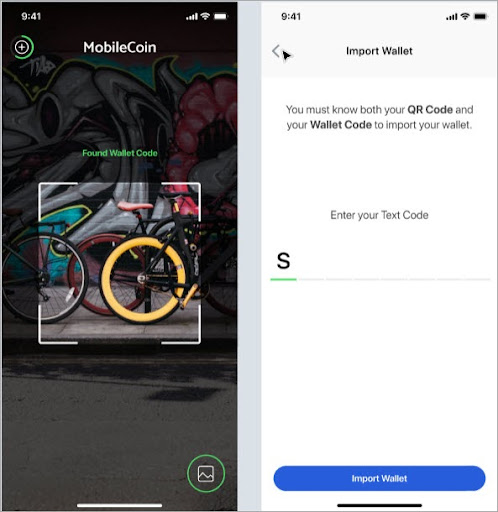 9:41
MobileCoin
Found Wallet Code
9:41
Import Wallet
You must know both your QR Code and
your Wallet Code to import your wallet.
Enter your Text Code
S
Import Wallet